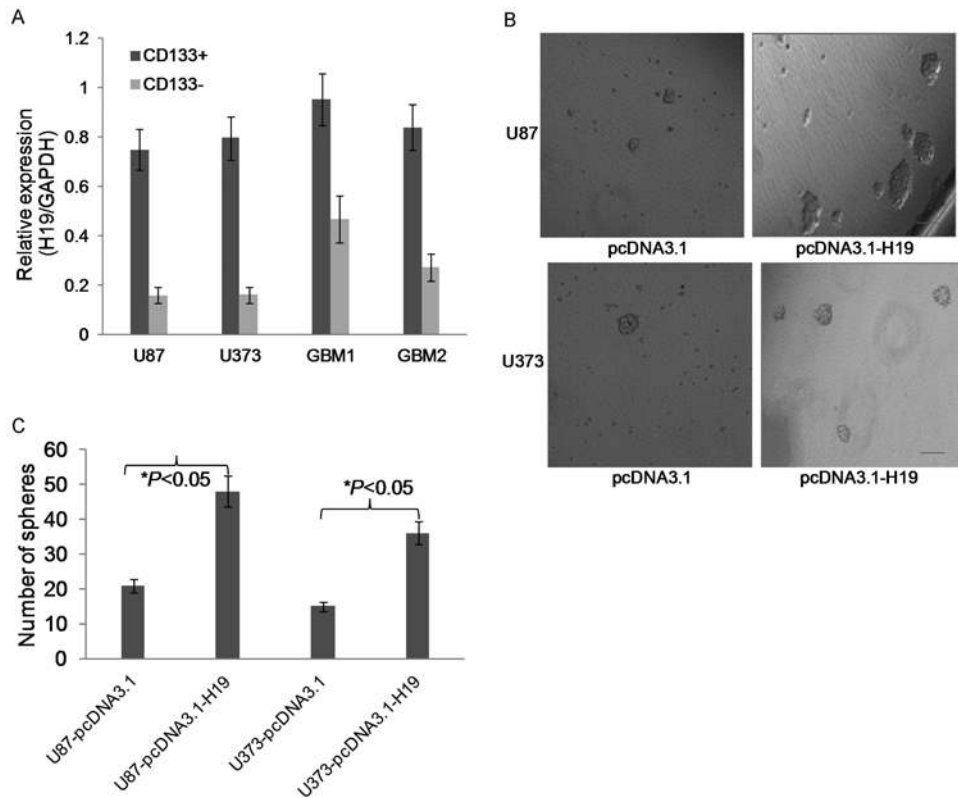 A
1.2
1
0.8
0.6
0.4
0.2
0
Relative expression
(H19/GAPDH)
CD133+
CD133-
U87
U373
GBM1
GBM2
B
U87
pcDNA3.1
pcDNA3.1-H19
U373
pcDNA3.1
pcDNA3.1-H19
C
60
50
40
30
20
10
0
Number of spheres
*P<0.05
*P<0.05
U87-pcDNA3.1
U87-pcDNA3.1-H19
U373-pcDNA3.1
U373-pcDNA3.1-H19